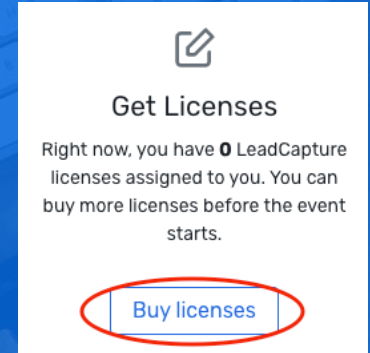 Get Licenses
Right now, you have 0 LeadCapture
licenses assigned to you. You can
buy more licenses before the event
starts.
Buy licenses